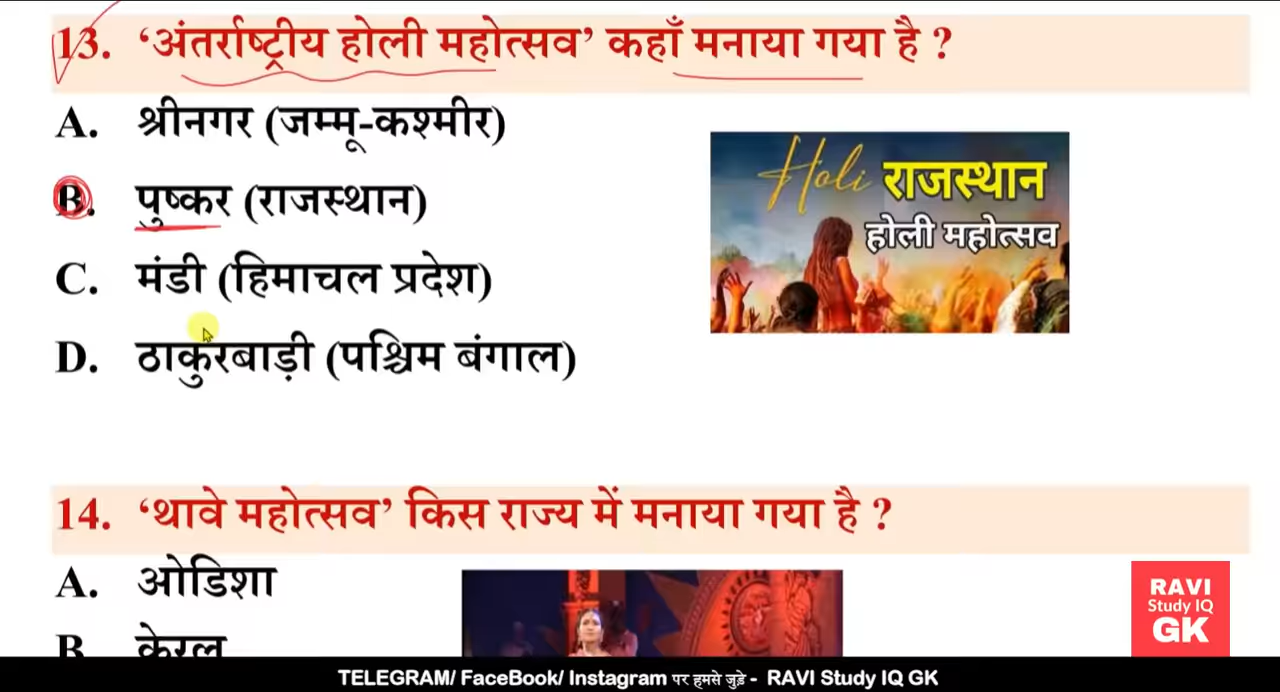 13. ‘अंतर्राष्ट्रीय होली महोत्सव’ कहाँ मनाया गया है ?
A. श्रीनगर (जम्मू-कश्मीर)
B. पुष्कर (राजस्थान)
C. मंडी (हिमाचल प्रदेश)
D. ठाकुरबाड़ी (पश्चिम बंगाल)
Holi राजस्थान
होली महोत्सव
14. ‘थावे महोत्सव’ किस राज्य में मनाया गया है ?
A. ओडिशा
B. केरल
RAVI
Study IQ
GK
TELEGRAM/ FaceBook/ Instagram पर हमसे जुड़े - RAVI Study IQ GK